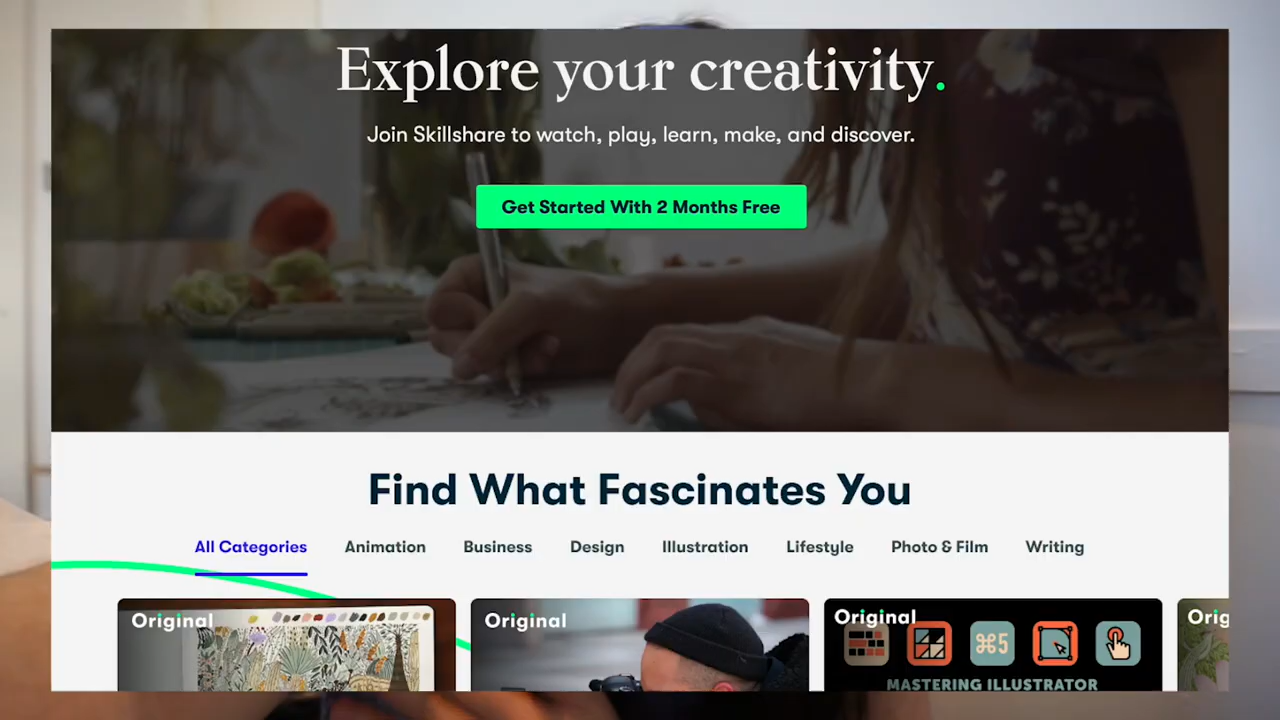 Explore your creativity.
Join Skillshare to watch, play, learn, make, and discover.
Get Started With 2 Months Free
Find What Fascinates You
All Categories Animation Business Design Illustration Lifestyle Photo & Film Writing
Original Original Original Orig
⌘5
MASTERING ILLUSTRATOR